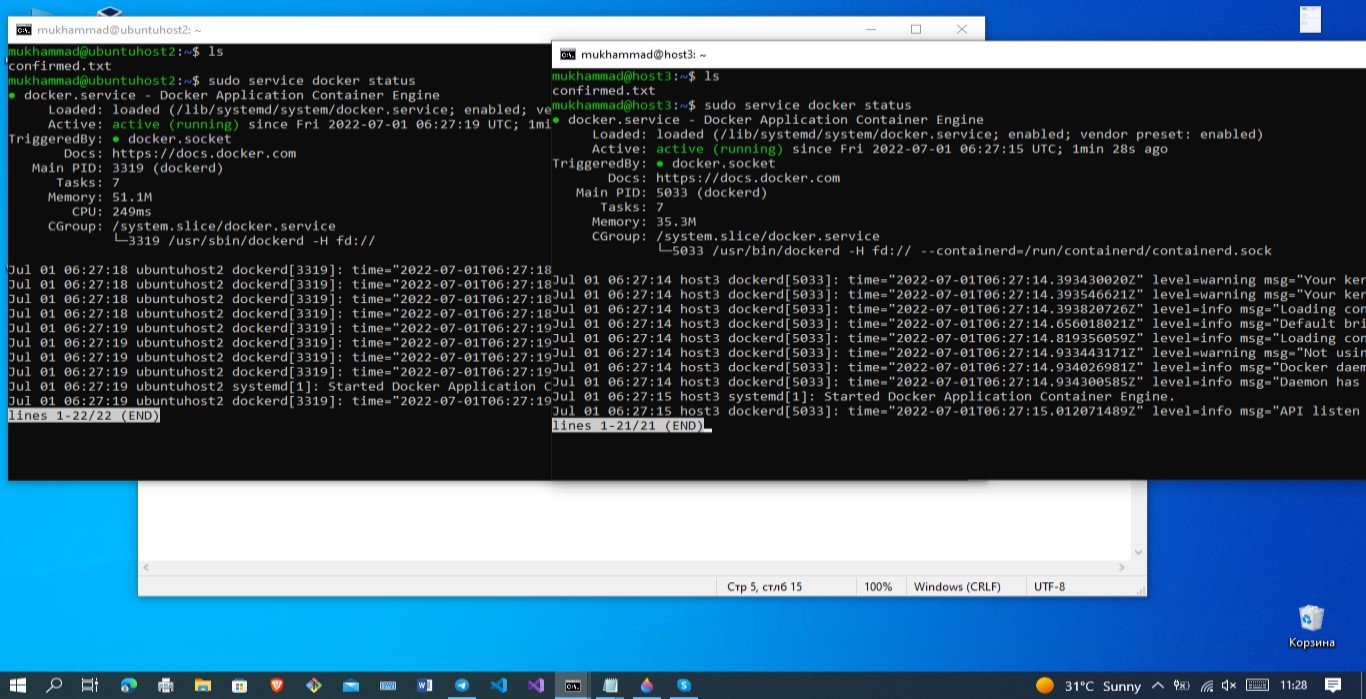 mukhammad@ubuntuhost2: ~
mukhammad@ubuntuhost2:~$ ls
confirmed.txt
mukhammad@ubuntuhost2:~$ sudo service docker status
● docker.service - Docker Application Container Engine
Loaded: loaded (/lib/systemd/system/docker.service; enabled; ve
Active: active (running) since Fri 2022-07-01 06:27:19 UTC; 1mi
TriggeredBy: ● docker.socket
Docs: https://docs.docker.com
Main PID: 3319 (dockerd)
Tasks: 7
Memory: 51.1M
CPU: 249ms
CGroup: /system.slice/docker.service
└─3319 /usr/sbin/dockerd -H fd://
Jul 01 06:27:18 ubuntuhost2 dockerd[3319]: time="2022-07-01T06:27:18
Jul 01 06:27:18 ubuntuhost2 dockerd[3319]: time="2022-07-01T06:27:18
Jul 01 06:27:18 ubuntuhost2 dockerd[3319]: time="2022-07-01T06:27:18
Jul 01 06:27:18 ubuntuhost2 dockerd[3319]: time="2022-07-01T06:27:18
Jul 01 06:27:19 ubuntuhost2 dockerd[3319]: time="2022-07-01T06:27:19
Jul 01 06:27:19 ubuntuhost2 dockerd[3319]: time="2022-07-01T06:27:19
Jul 01 06:27:19 ubuntuhost2 dockerd[3319]: time="2022-07-01T06:27:19
Jul 01 06:27:19 ubuntuhost2 dockerd[3319]: time="2022-07-01T06:27:19
Jul 01 06:27:19 ubuntuhost2 systemd[1]: Started Docker Application C
Jul 01 06:27:19 ubuntuhost2 dockerd[3319]: time="2022-07-01T06:27:19
lines 1-22/22 (END)
mukhammad@host3: ~
mukhammad@host3:~$ ls
confirmed.txt
mukhammad@host3:~$ sudo service docker status
● docker.service - Docker Application Container Engine
Loaded: loaded (/lib/systemd/system/docker.service; enabled; vendor preset: enabled)
Active: active (running) since Fri 2022-07-01 06:27:15 UTC; 1min 28s ago
TriggeredBy: ● docker.socket
Docs: https://docs.docker.com
Main PID: 5033 (dockerd)
Tasks: 7
Memory: 35.3M
CGroup: /system.slice/docker.service
└─5033 /usr/bin/dockerd -H fd:// --containerd=/run/containerd/containerd.sock
Jul 01 06:27:14 host3 dockerd[5033]: time="2022-07-01T06:27:14.393430020Z" level=warning msg="Your ker
Jul 01 06:27:14 host3 dockerd[5033]: time="2022-07-01T06:27:14.393546621Z" level=warning msg="Your ker
Jul 01 06:27:14 host3 dockerd[5033]: time="2022-07-01T06:27:14.393820726Z" level=info msg="Loading con
Jul 01 06:27:14 host3 dockerd[5033]: time="2022-07-01T06:27:14.656018021Z" level=info msg="Default bri
Jul 01 06:27:14 host3 dockerd[5033]: time="2022-07-01T06:27:14.819356059Z" level=info msg="Loading con
Jul 01 06:27:14 host3 dockerd[5033]: time="2022-07-01T06:27:14.933443171Z" level=warning msg="Not usin
Jul 01 06:27:14 host3 dockerd[5033]: time="2022-07-01T06:27:14.934026981Z" level=info msg="Docker daem
Jul 01 06:27:14 host3 dockerd[5033]: time="2022-07-01T06:27:14.934300585Z" level=info msg="Daemon has
Jul 01 06:27:15 host3 systemd[1]: Started Docker Application Container Engine.
Jul 01 06:27:15 host3 dockerd[5033]: time="2022-07-01T06:27:15.012071489Z" level=info msg="API listen
lines 1-21/21 (END)
Стр 5, стлб 15
100%
Windows (CRLF)
UTF-8
Корзина
31°C Sunny
11:28